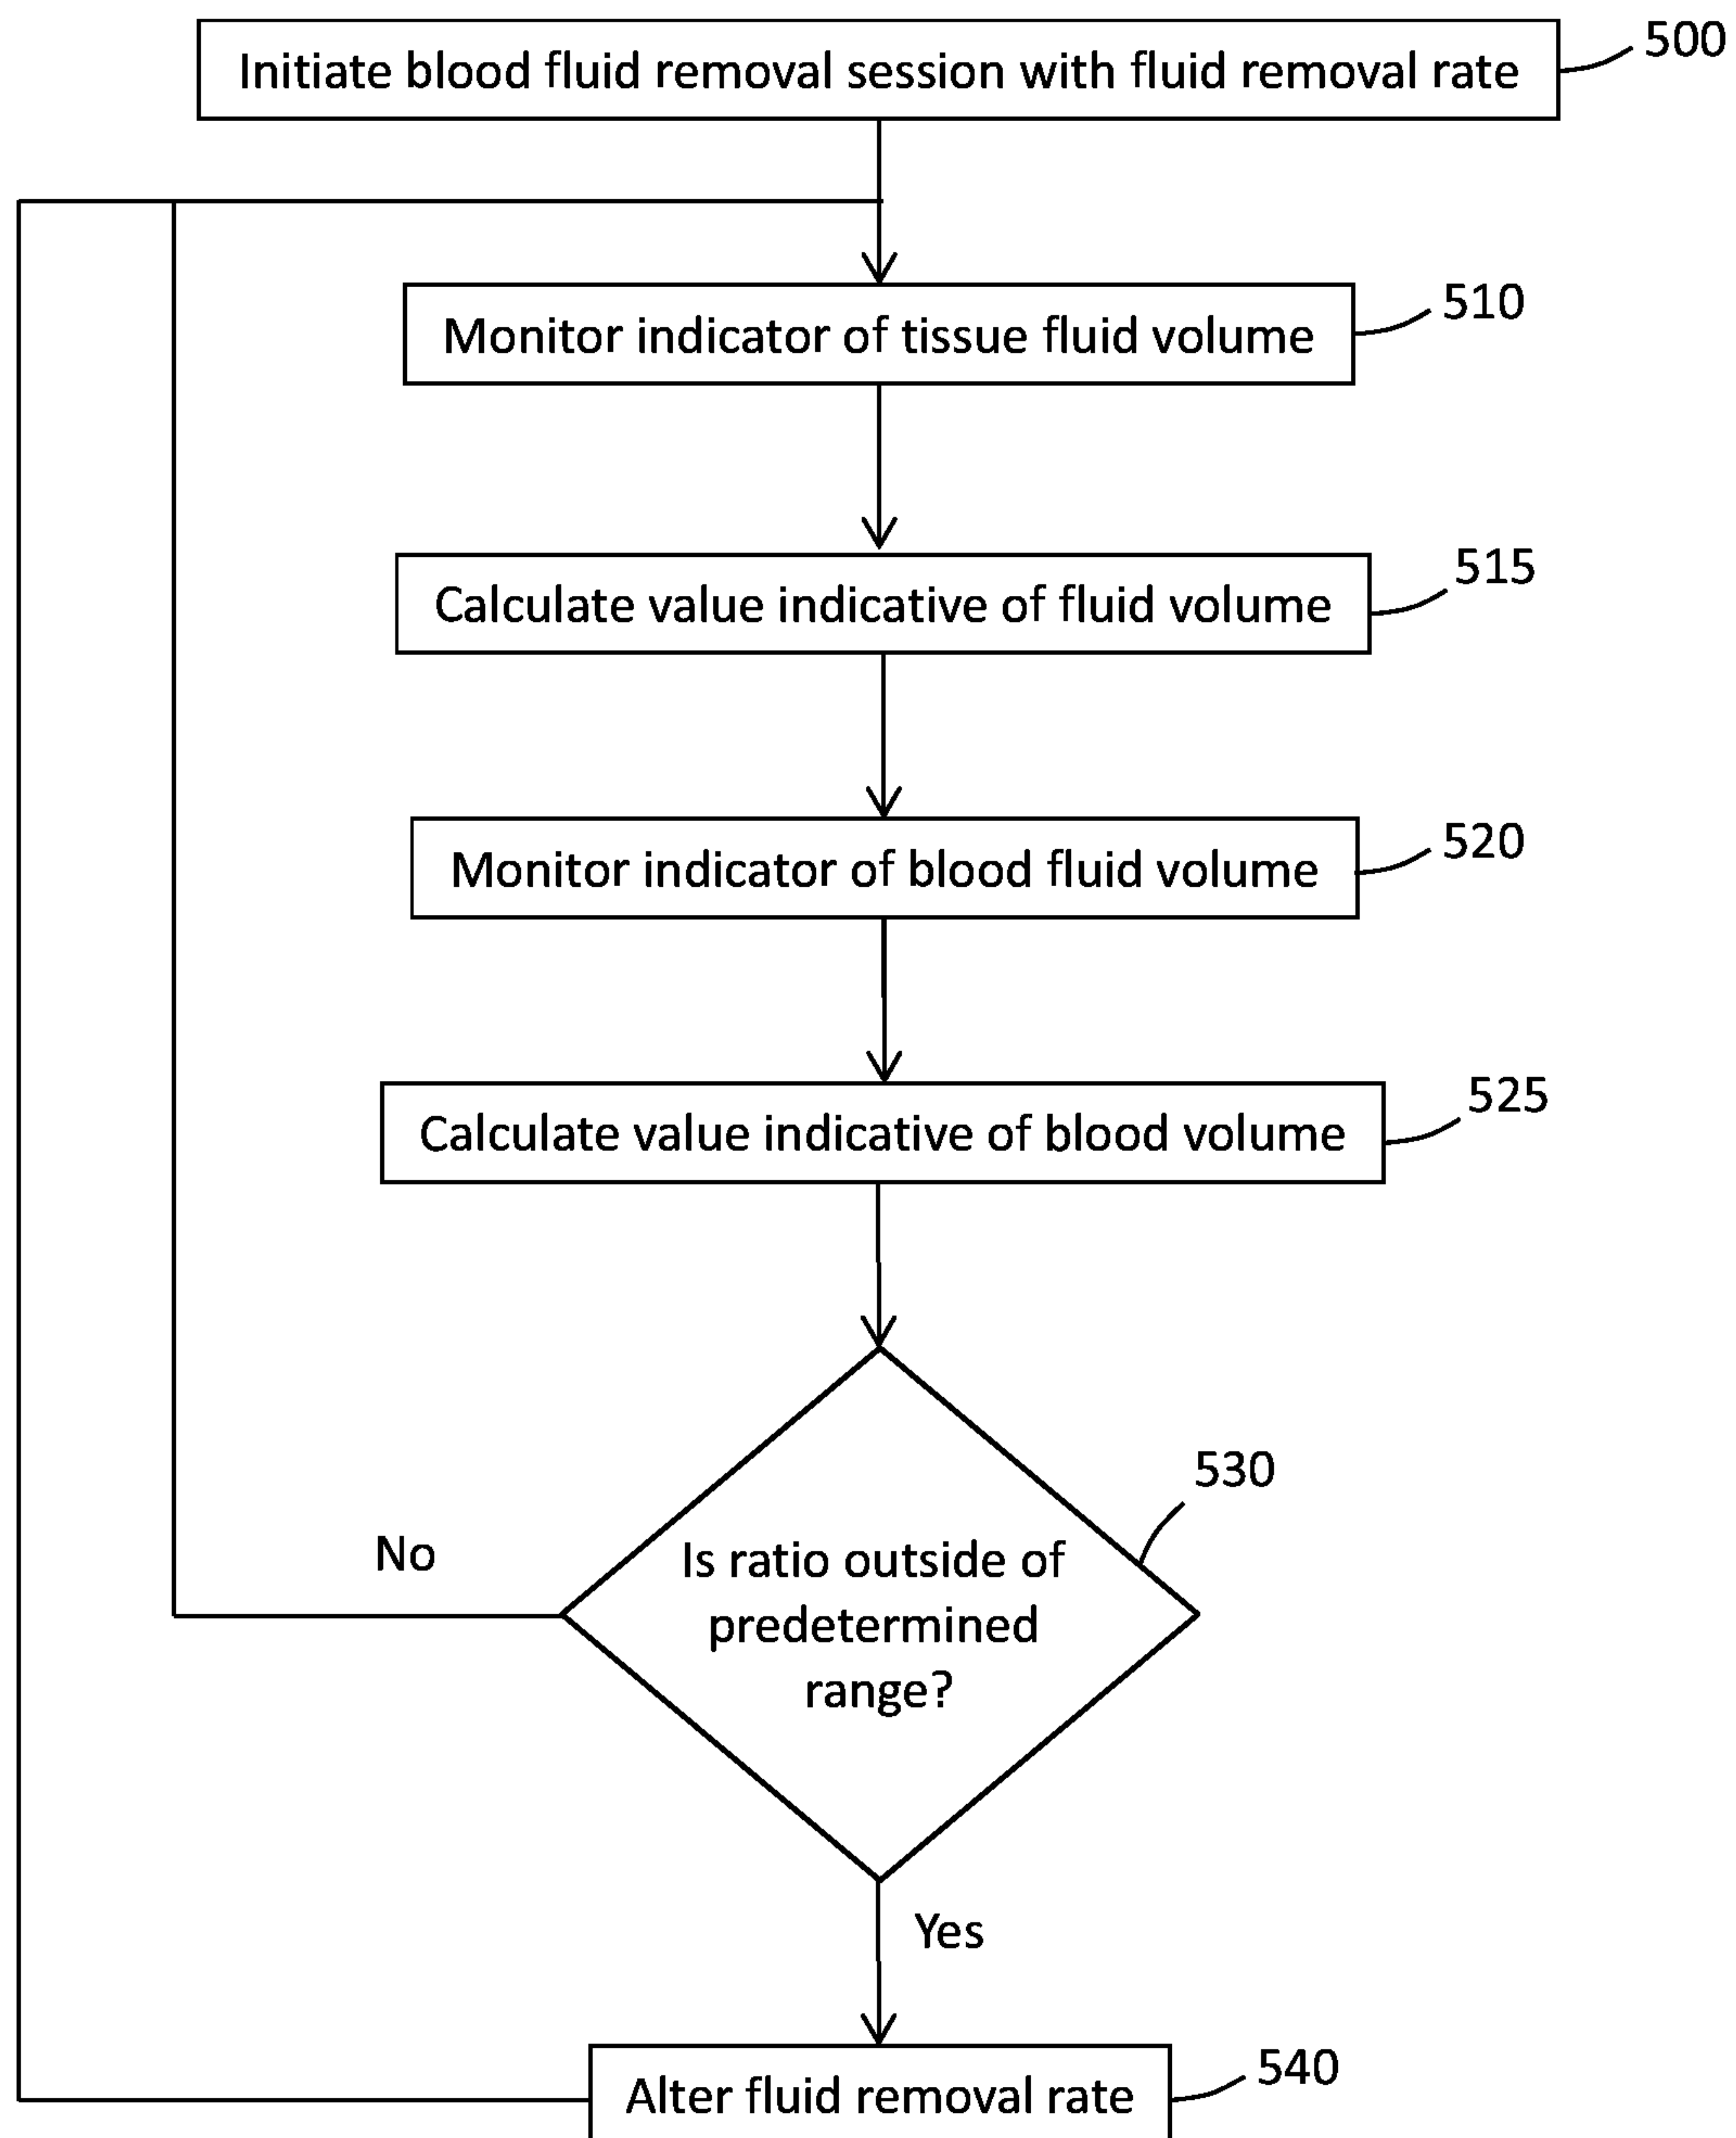 Initiate blood fluid removal session with fluid removal rate
500
Monitor indicator of tissue fluid volume
510
Calculate value indicative of fluid volume
515
Monitor indicator of blood fluid volume
520
Calculate value indicative of blood volume
525
530
No
Is ratio outside of
predetermined
range?
Yes
Alter fluid removal rate
540